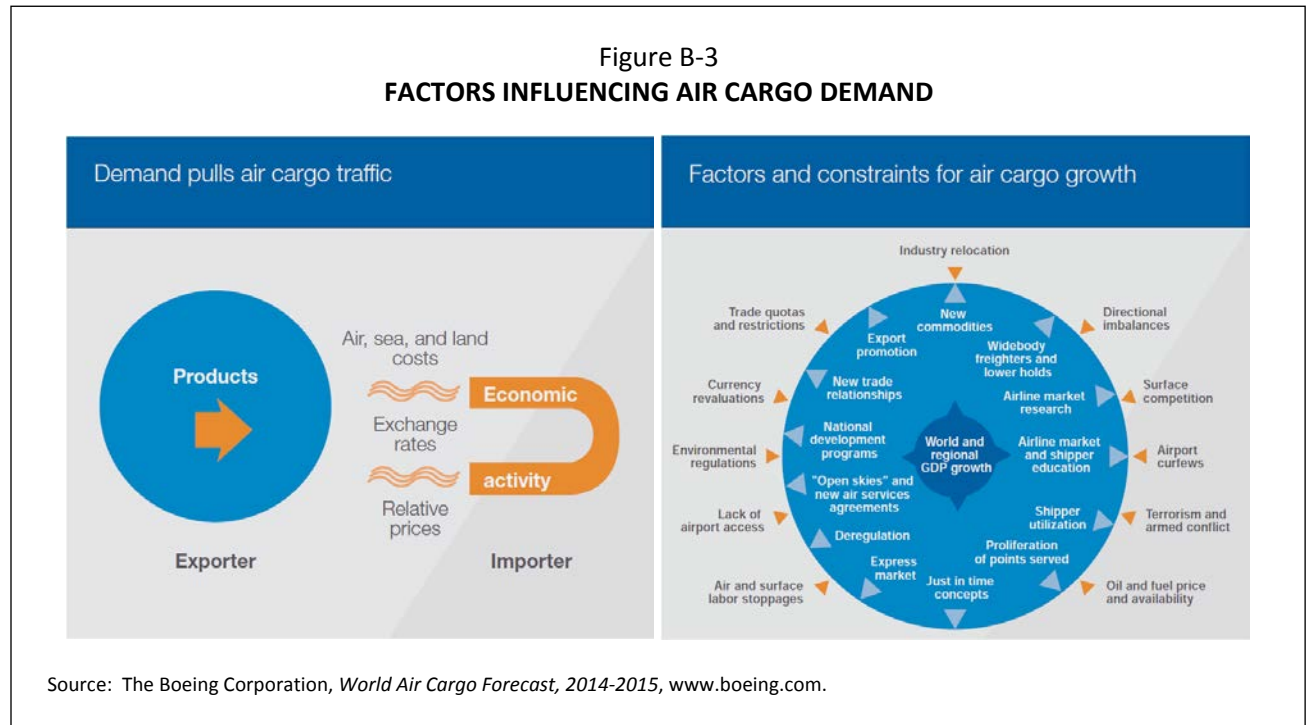 Figure B-3
FACTORS INFLUENCING AIR CARGO DEMAND
Demand pulls air cargo traffic
Products
Air, sea, and land
costs
Exchange
rates
Relative
prices
Economic
activity
Exporter
Importer
Factors and constraints for air cargo growth
Industry relocation
Directional
imbalances
Surface
competition
Airport
curfews
Terrorism and
armed conflict
Oil and fuel price
and availability
Air and surface
labor stoppages
Lack of
airport access
Environmental
regulations
Currency
revaluations
Trade quotas
and restrictions
New
commodities
Widebody
freighters and
lower holds
Airline market
research
Airline market
and shipper
education
Shipper
utilization
Proliferation
of points served
Just in time
concepts
Express
market
Deregulation
"Open skies" and
new air services
agreements
National
development
programs
New trade
relationships
Export
promotion
World and
regional
GDP growth
Source: The Boeing Corporation, World Air Cargo Forecast, 2014-2015, www.boeing.com.